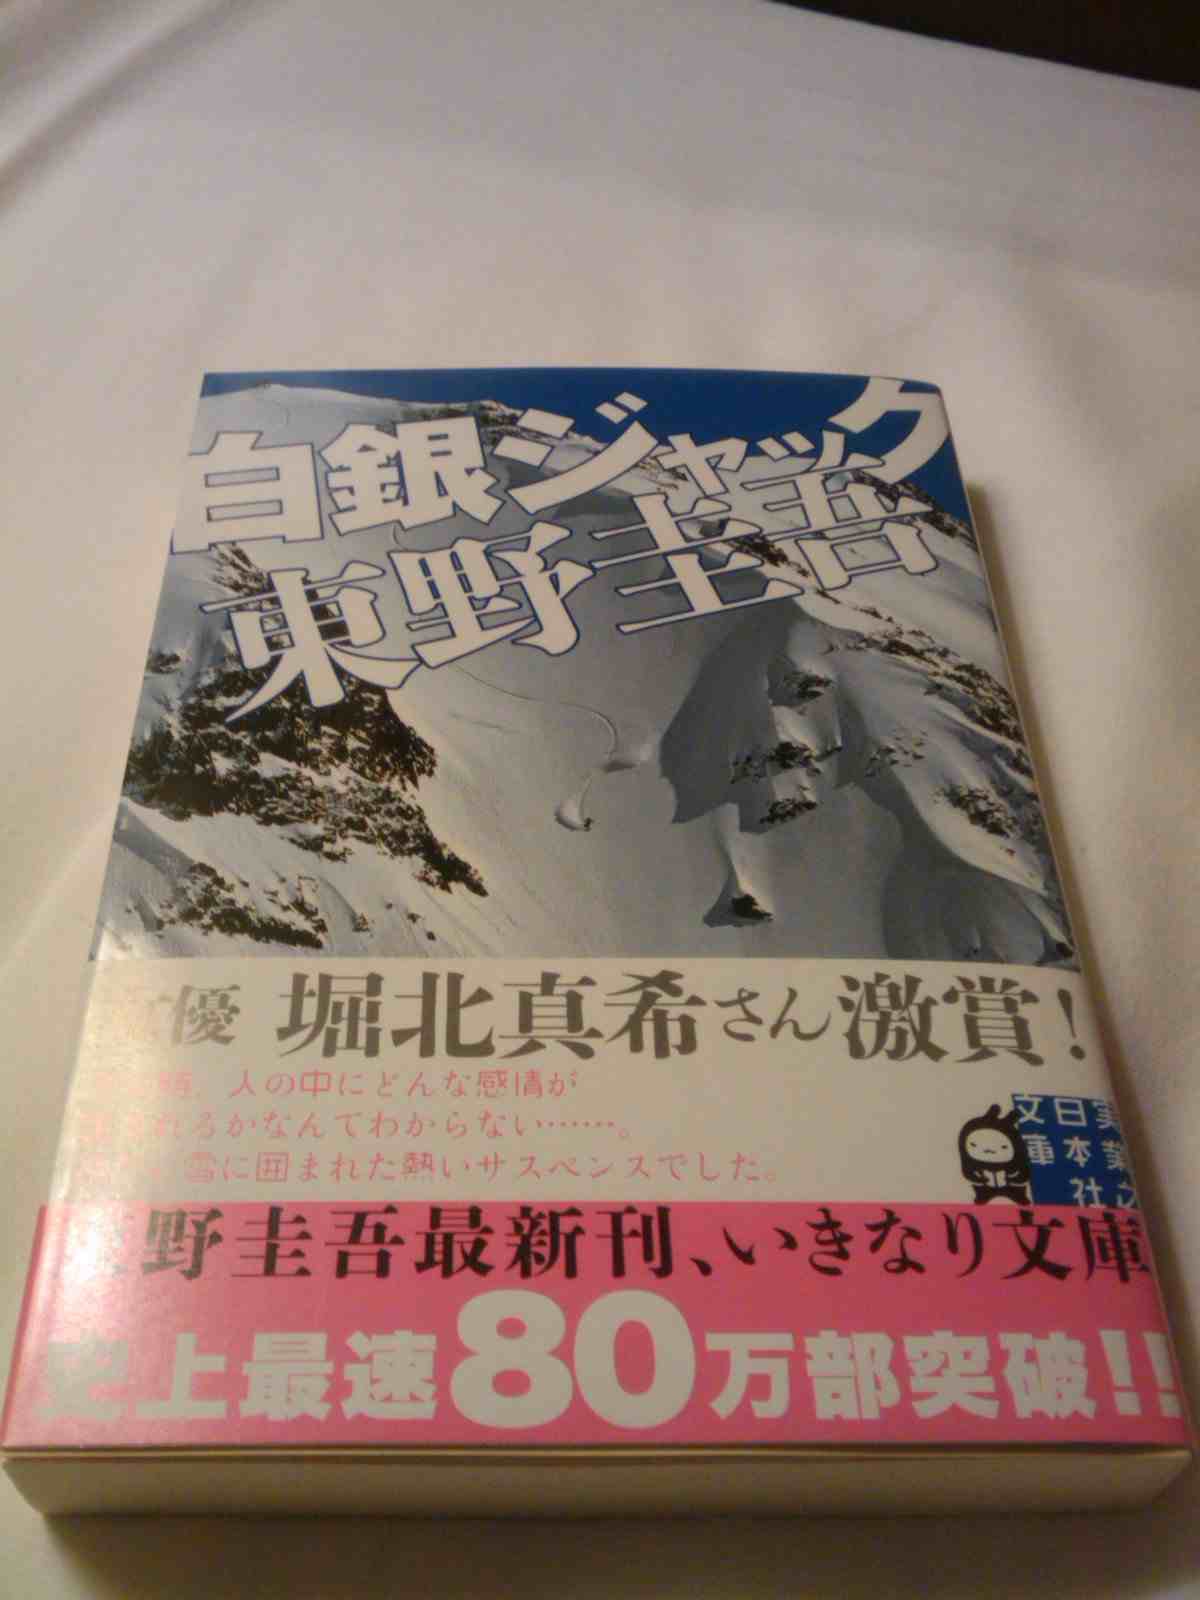 白銀ジャック
東野圭吾
優 堀北真希さん激賞!
人の中にどんな感情が
れるかなんてわからない……。
雪に囲まれた熱いサスペンスでした。
実業之
日本社
文庫
野圭吾最新刊、いきなり文庫
史上最速80万部突破!!